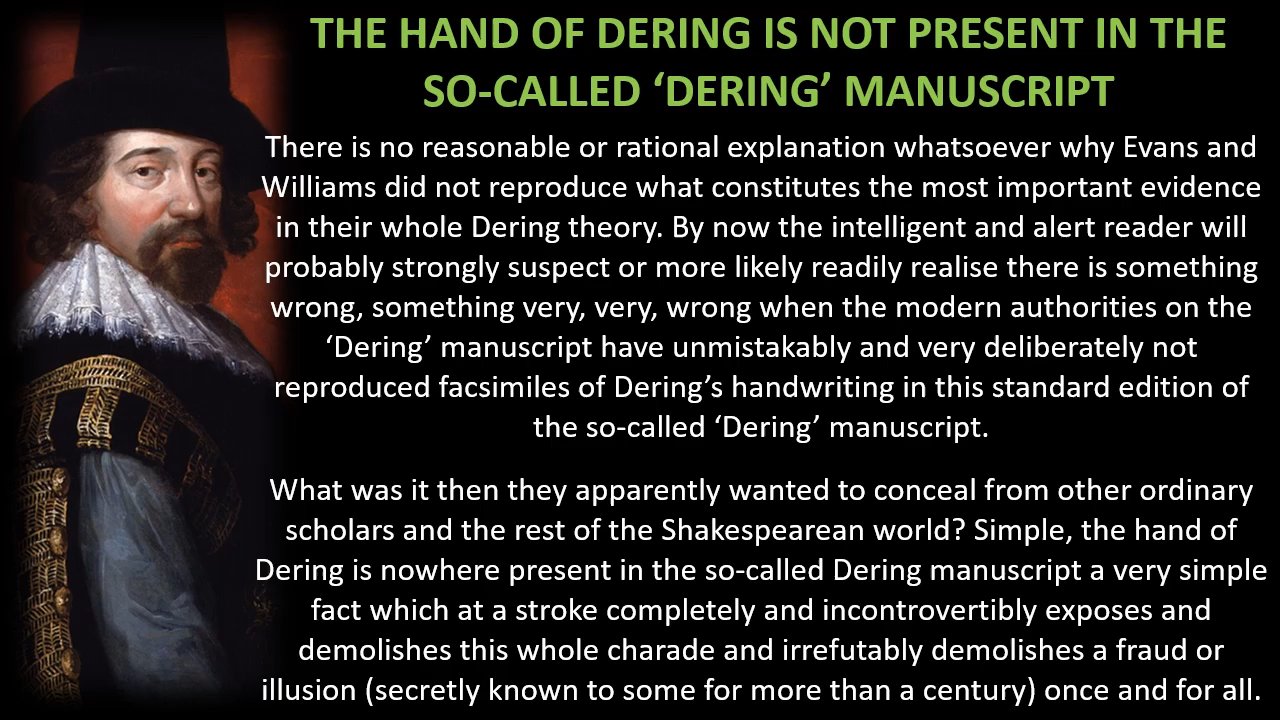 THE HAND OF DERING IS NOT PRESENT IN THE
SO-CALLED ‘DERING’ MANUSCRIPT
There is no reasonable or rational explanation whatsoever why Evans and
Williams did not reproduce what constitutes the most important evidence
in their whole Dering theory. By now the intelligent and alert reader will
probably strongly suspect or more likely readily realise there is something
wrong, something very, very, wrong when the modern authorities on the
‘Dering’ manuscript have unmistakably and very deliberately not
reproduced facsimiles of Dering’s handwriting in this standard edition of
the so-called ‘Dering’ manuscript.
What was it then they apparently wanted to conceal from other ordinary
scholars and the rest of the Shakespearean world? Simple, the hand of
Dering is nowhere present in the so-called Dering manuscript a very simple
fact which at a stroke completely and incontrovertibly exposes and
demolishes this whole charade and irrefutably demolishes a fraud or
illusion (secretly known to some for more than a century) once and for all.